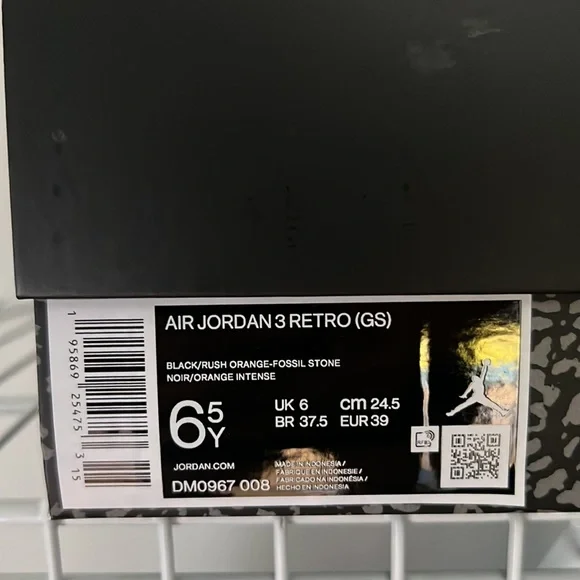 AIR JORDAN 3 RETRO (GS)
BLACK/RUSH ORANGE-FOSSIL STONE
NOIR/ORANGE INTENSE
6 5 Y
UK 6 cm 24.5
BR 37.5 EUR 39
JORDAN.COM
DM0967 008
MADE IN INDONESIA /
FABRIQUÉ EN INDONESIE /
FABRICADO NA INDONÉSIA /
HECHO EN INDONESIA
1 95869 25475 3 15